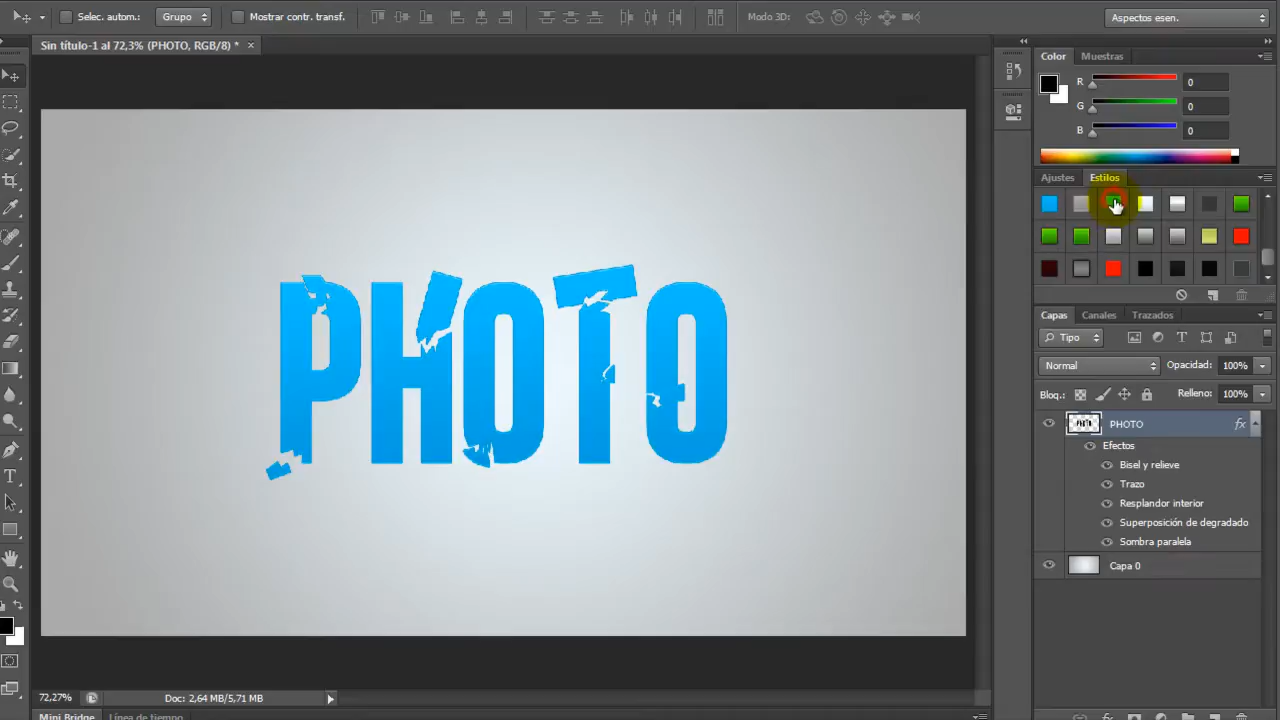 Selec. autom.: Grupo Mostrar contr. transf. Modo 3D: Aspectos esen.
Sin título-1 al 72,3% (PHOTO, RGB/8) * ×
Color Muestras
R 0
G 0
B 0
Ajustes Estilos
PHOTO
Capas Canales Trazados
Tipo
Normal Opacidad: 100%
Bloq.: Relleno: 100%
PHOTO fx
Efectos
Bisel y relieve
Trazo
Resplandor interior
Superposición de degradado
Sombra paralela
Capa 0
72,27% Doc: 2,64 MB/5,71 MB
Mini Bridge Línea de tiempo